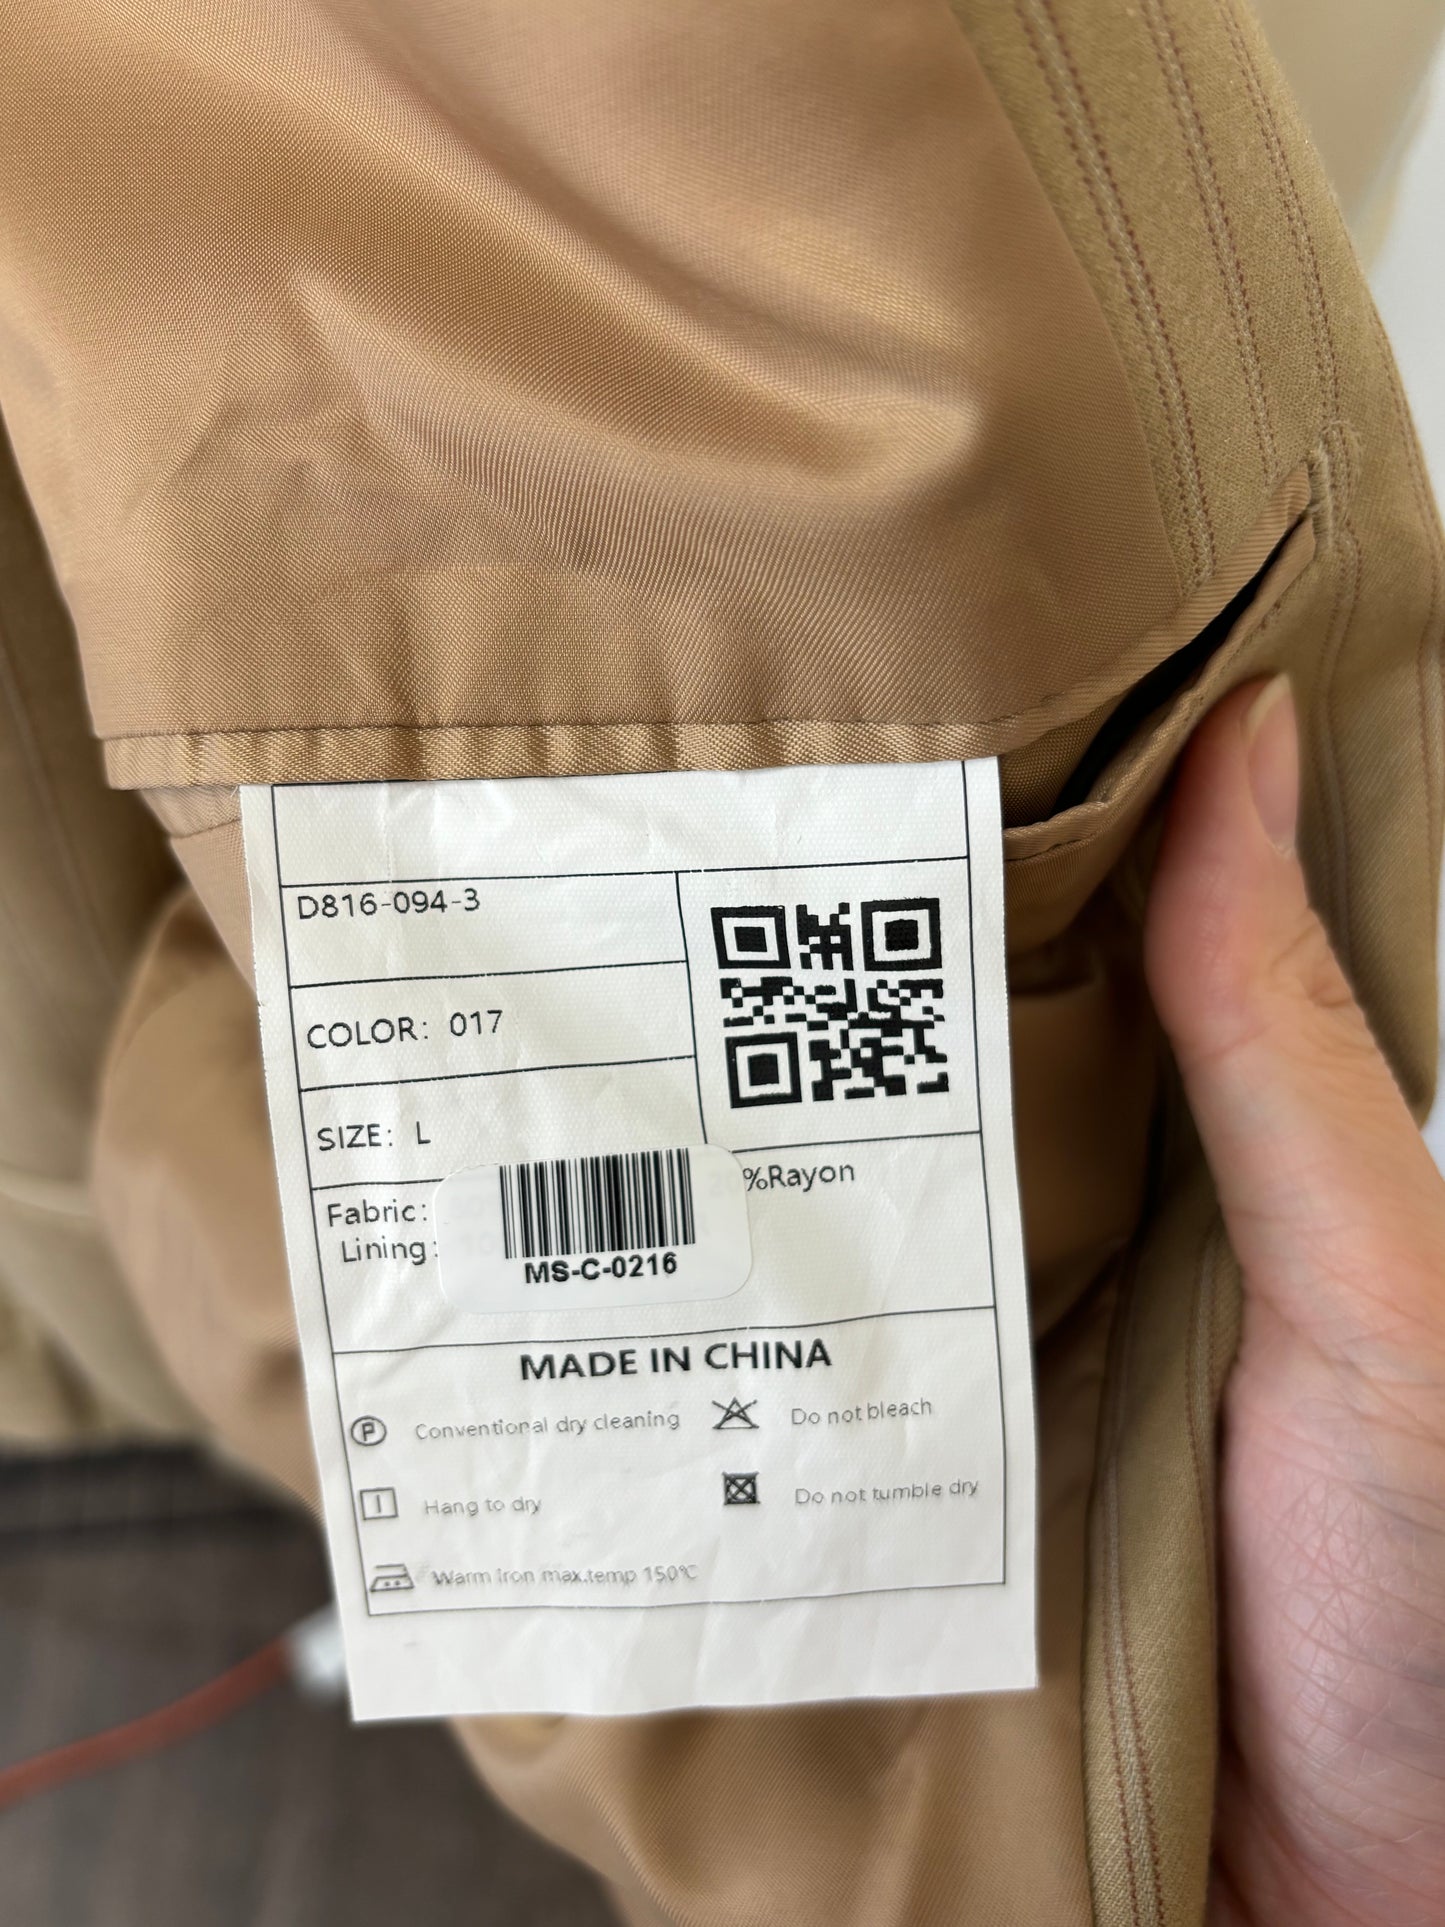 D816-094-3
COLOR: 017
SIZE: L
Fabric: %Rayon
Lining:
MS-C-0216
MADE IN CHINA
P Conventional dry cleaning Do not bleach
Hang to dry Do not tumble dry
Warm iron max.temp 150℃